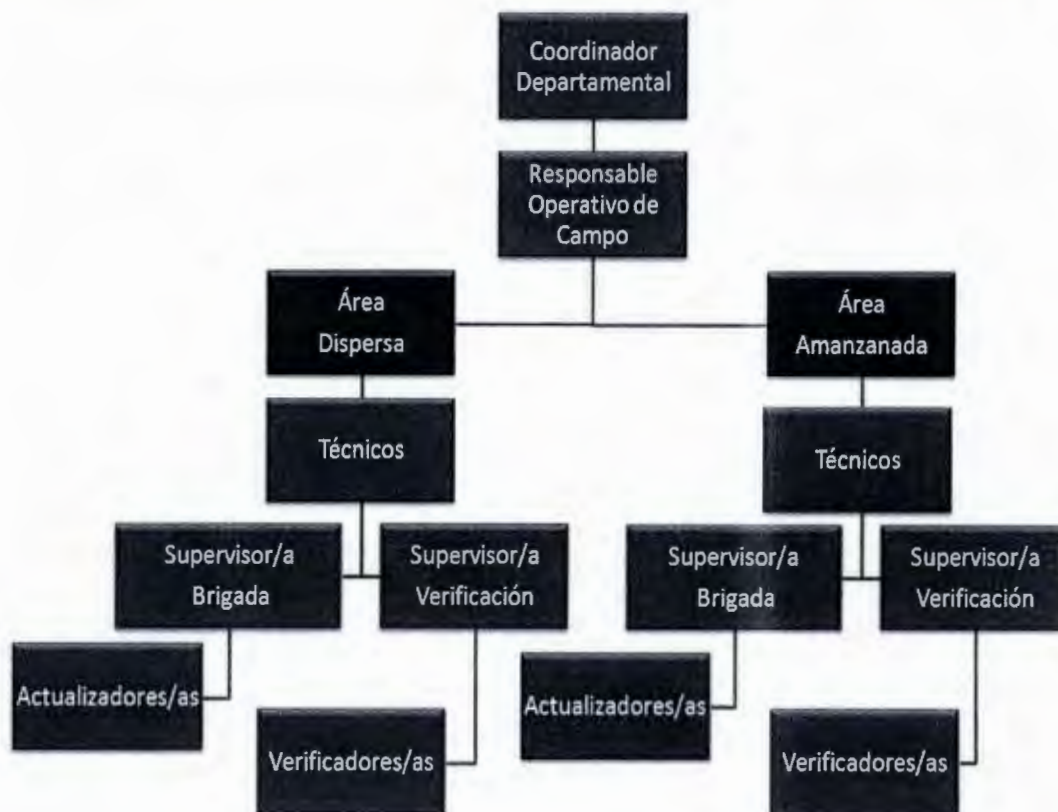 Coordinador
Departamental
Responsable
Operativo de
Campo
Área
Dispersa
Área
Amanzanada
Técnicos
Técnicos
Supervisor/a
Brigada
Supervisor/a
Verificación
Supervisor/a
Brigada
Supervisor/a
Verificación
Actualizadores/as
Actualizadores/as
Verificadores/as
Verificadores/as